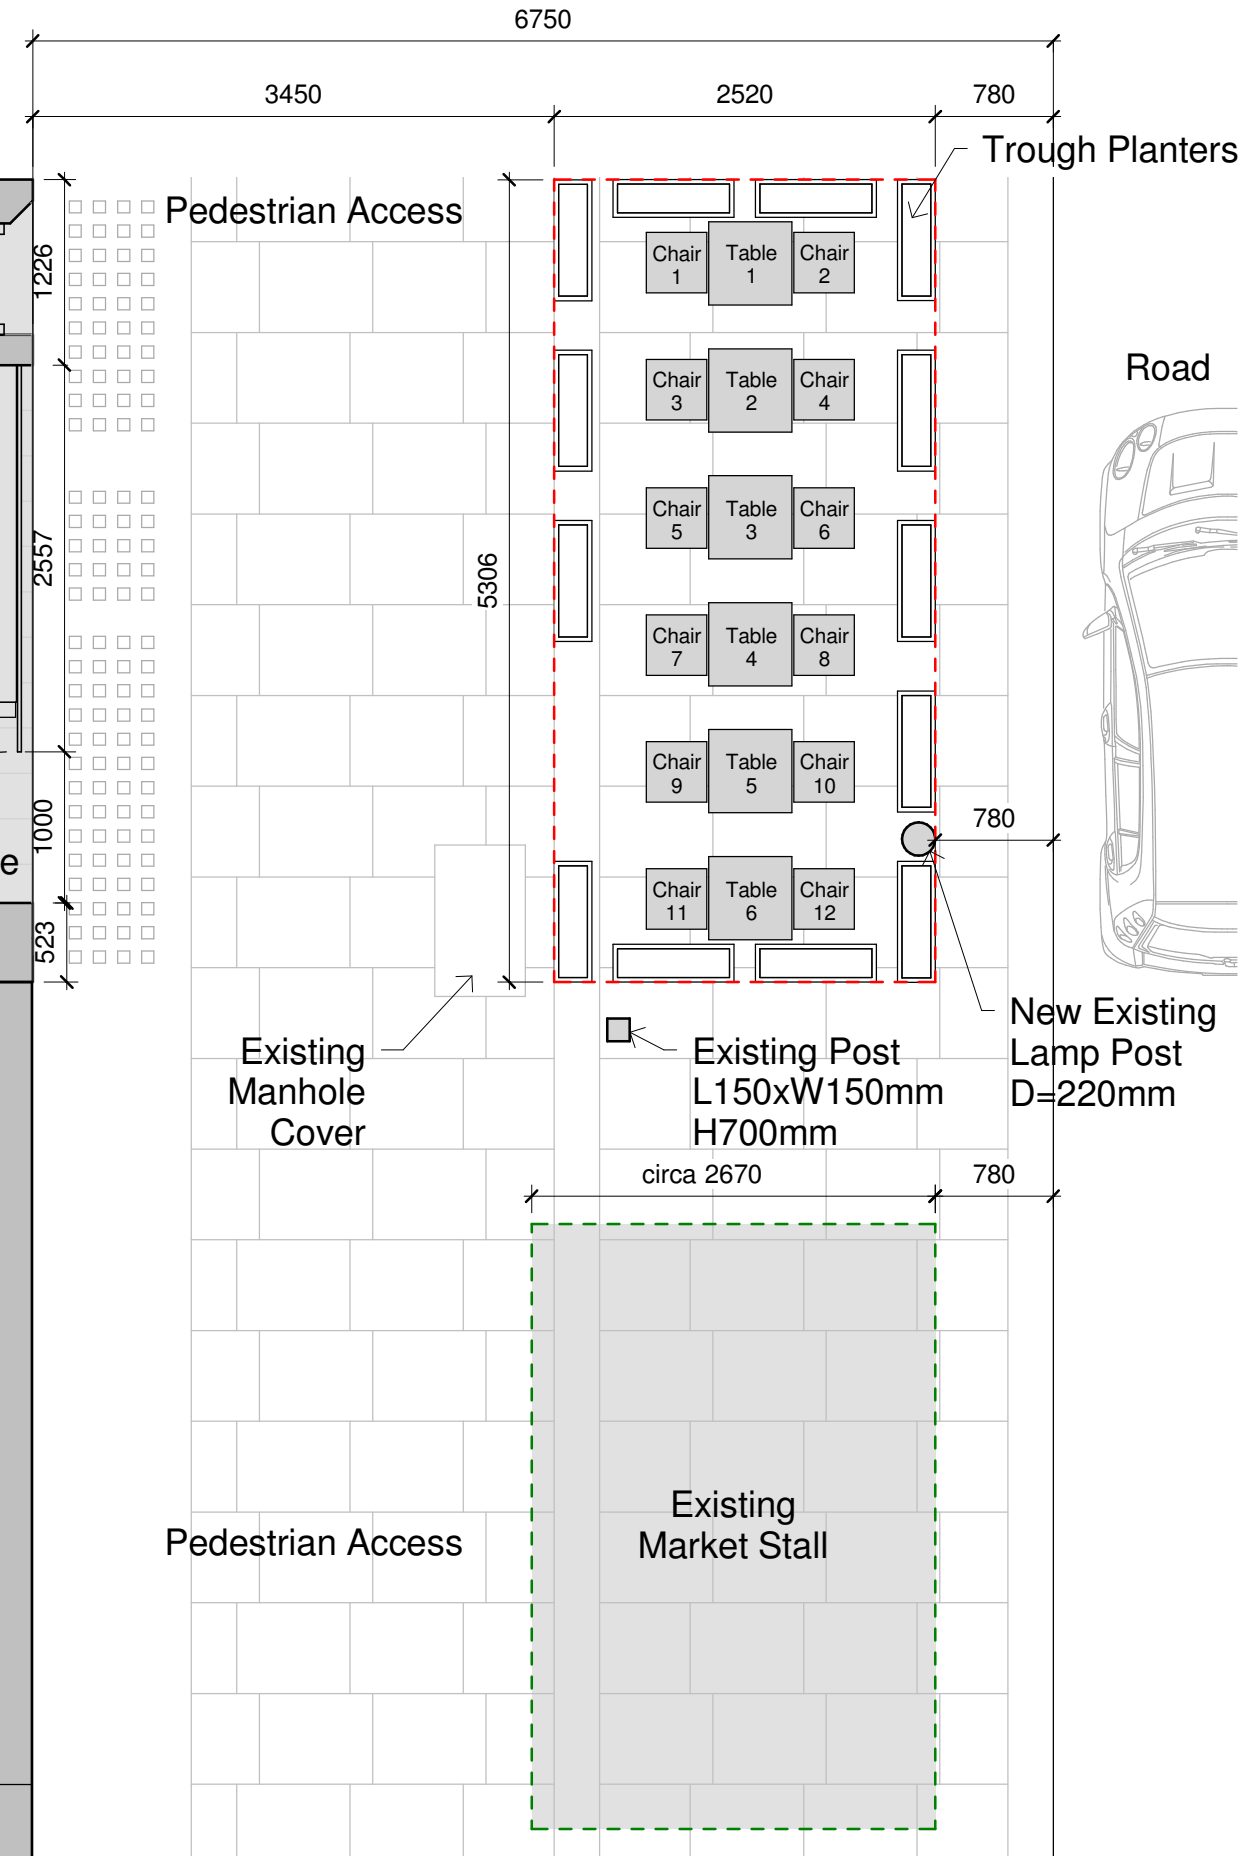 6750
3450
2520
780
Trough Planters
Pedestrian Access
1226
Chair
1
Table
1
Chair
2
Road
Chair
3
Table
2
Chair
4
Chair
5
Table
3
Chair
6
2557
5306
Chair
7
Table
4
Chair
8
Chair
9
Table
5
Chair
10
1000
780
e
Chair
11
Table
6
Chair
12
523
New Existing
Lamp Post
D=220mm
Existing
Manhole
Cover
Existing Post
L150xW150mm
H700mm
circa 2670
780
Existing
Market Stall
Pedestrian Access